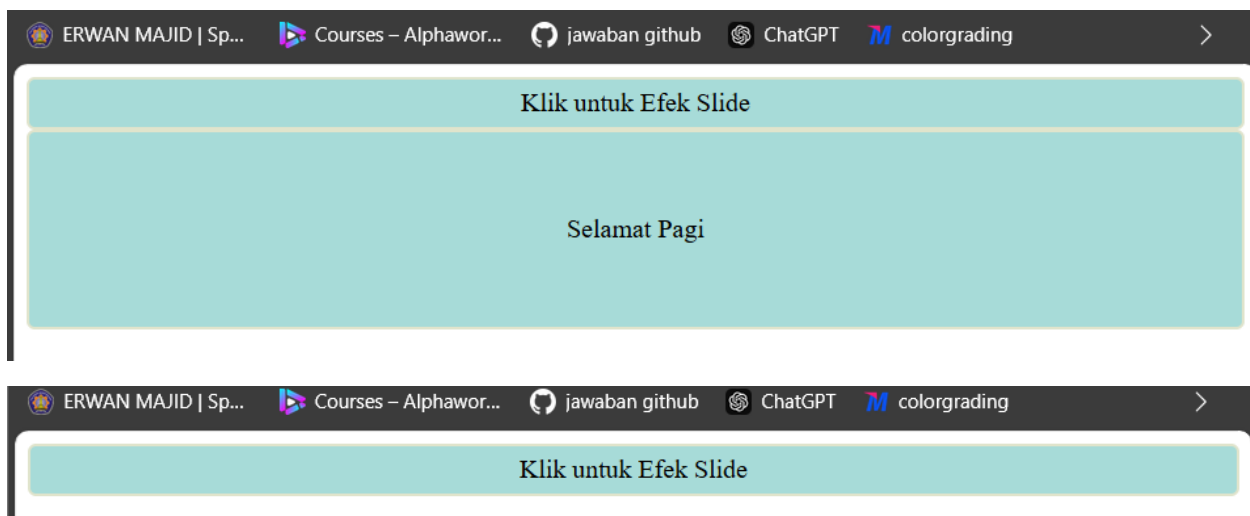 ERWAN MAJID | Sp... Courses – Alphawor... jawaban github ChatGPT colorgrading
Klik untuk Efek Slide
Selamat Pagi
ERWAN MAJID | Sp... Courses – Alphawor... jawaban github ChatGPT colorgrading
Klik untuk Efek Slide